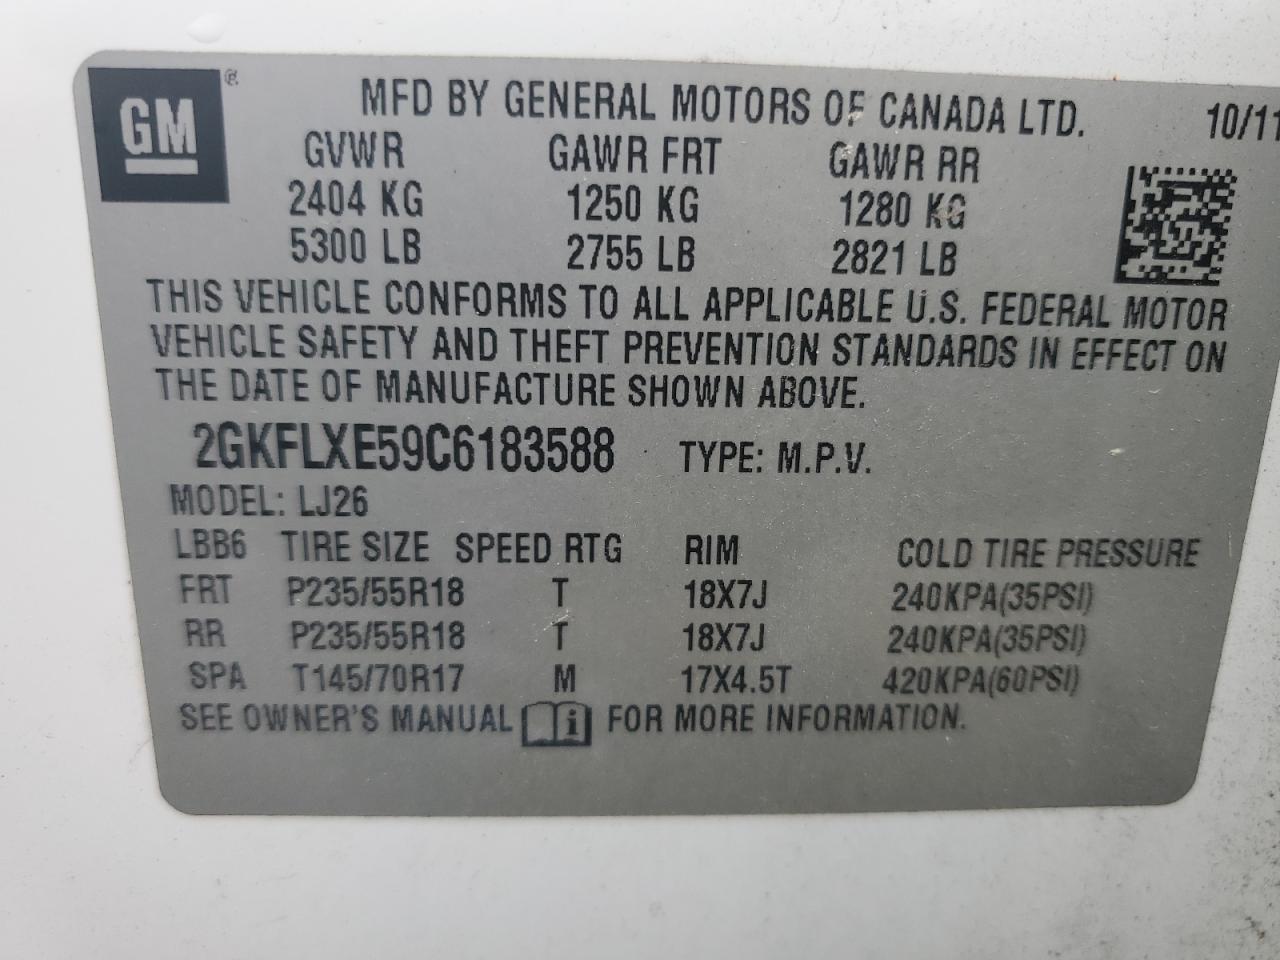 GM ®
MFD BY GENERAL MOTORS OF CANADA LTD. 10/11
GVWR GAWR FRT GAWR RR
2404 KG 1250 KG 1280 KG
5300 LB 2755 LB 2821 LB
THIS VEHICLE CONFORMS TO ALL APPLICABLE U.S. FEDERAL MOTOR
VEHICLE SAFETY AND THEFT PREVENTION STANDARDS IN EFFECT ON
THE DATE OF MANUFACTURE SHOWN ABOVE.
2GKFLXE59C6183588 TYPE: M.P.V.
MODEL: LJ26
LBB6 TIRE SIZE SPEED RTG RIM COLD TIRE PRESSURE
FRT P235/55R18 T 18X7J 240KPA(35PSI)
RR P235/55R18 T 18X7J 240KPA(35PSI)
SPA T145/70R17 M 17X4.5T 420KPA(60PSI)
SEE OWNER'S MANUAL i FOR MORE INFORMATION.